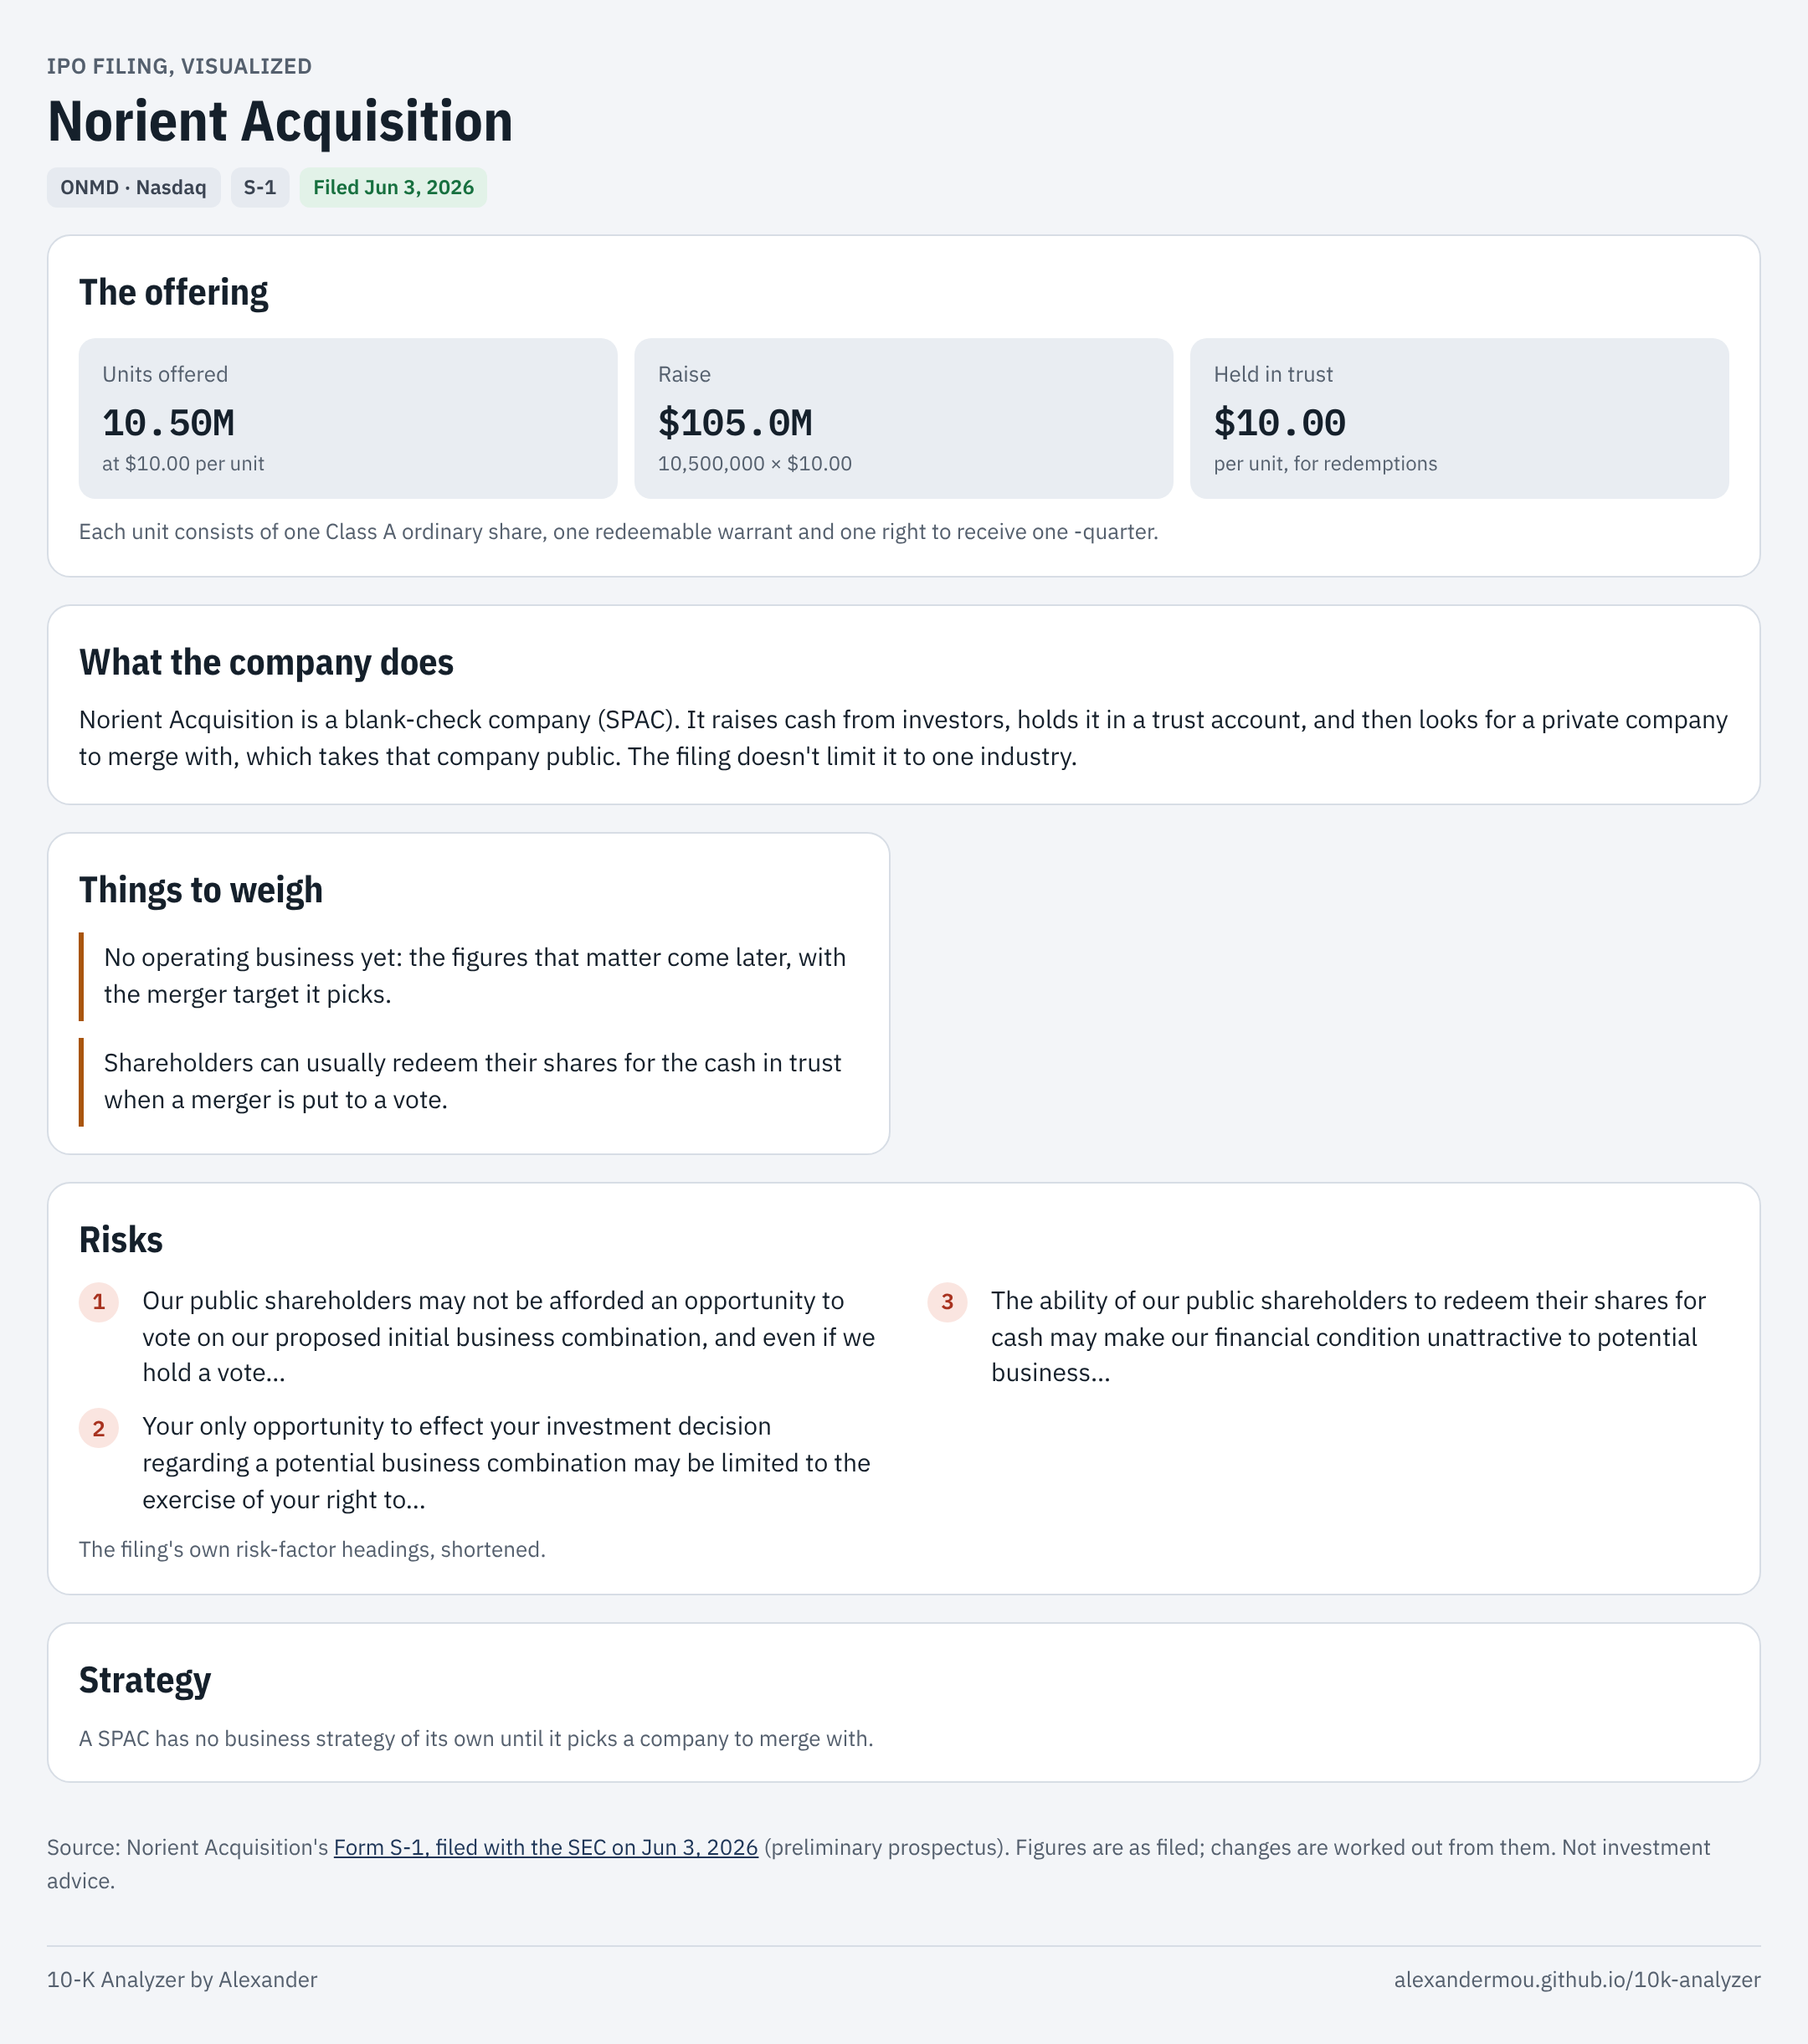 IPO FILING, VISUALIZED
Norient Acquisition
ONMD · Nasdaq
S-1
Filed Jun 3, 2026
The offering
Units offered
10.50M
at $10.00 per unit
Raise
$105.0M
10,500,000 × $10.00
Held in trust
$10.00
per unit, for redemptions
Each unit consists of one Class A ordinary share, one redeemable warrant and one right to receive one -quarter.
What the company does
Norient Acquisition is a blank-check company (SPAC). It raises cash from investors, holds it in a trust account, and then looks for a private company
to merge with, which takes that company public. The filing doesn't limit it to one industry.
Things to weigh
No operating business yet: the figures that matter come later, with
the merger target it picks.
Shareholders can usually redeem their shares for the cash in trust
when a merger is put to a vote.
Risks
1
Our public shareholders may not be afforded an opportunity to
vote on our proposed initial business combination, and even if we
hold a vote…
2
Your only opportunity to effect your investment decision
regarding a potential business combination may be limited to the
exercise of your right to…
3
The ability of our public shareholders to redeem their shares for
cash may make our financial condition unattractive to potential
business…
The filing's own risk-factor headings, shortened.
Strategy
A SPAC has no business strategy of its own until it picks a company to merge with.
Source: Norient Acquisition's Form S-1, filed with the SEC on Jun 3, 2026 (preliminary prospectus). Figures are as filed; changes are worked out from them. Not investment
advice.
10-K Analyzer by Alexander
alexandermou.github.io/10k-analyzer